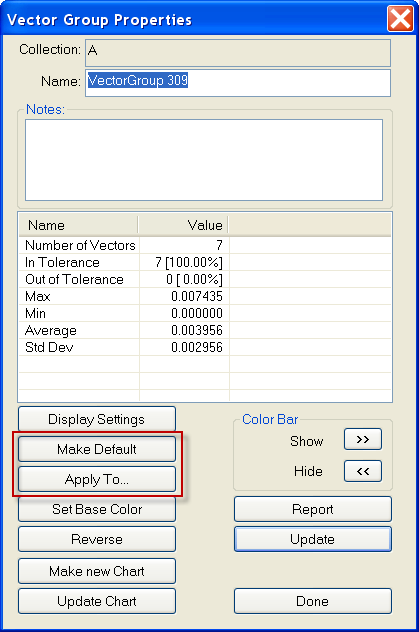 Vector Group Properties
Collection: A
Name: VectorGroup 309
Notes:
Name Value
Number of Vectors 7
In Tolerance 7 [100.00%]
Out of Tolerance 0 [ 0.00%]
Max 0.007435
Min 0.000000
Average 0.003956
Std Dev 0.002956
Display Settings
Color Bar
Make Default
Show >>
Apply To...
Hide <<
Set Base Color
Report
Reverse
Update
Make new Chart
Update Chart
Done